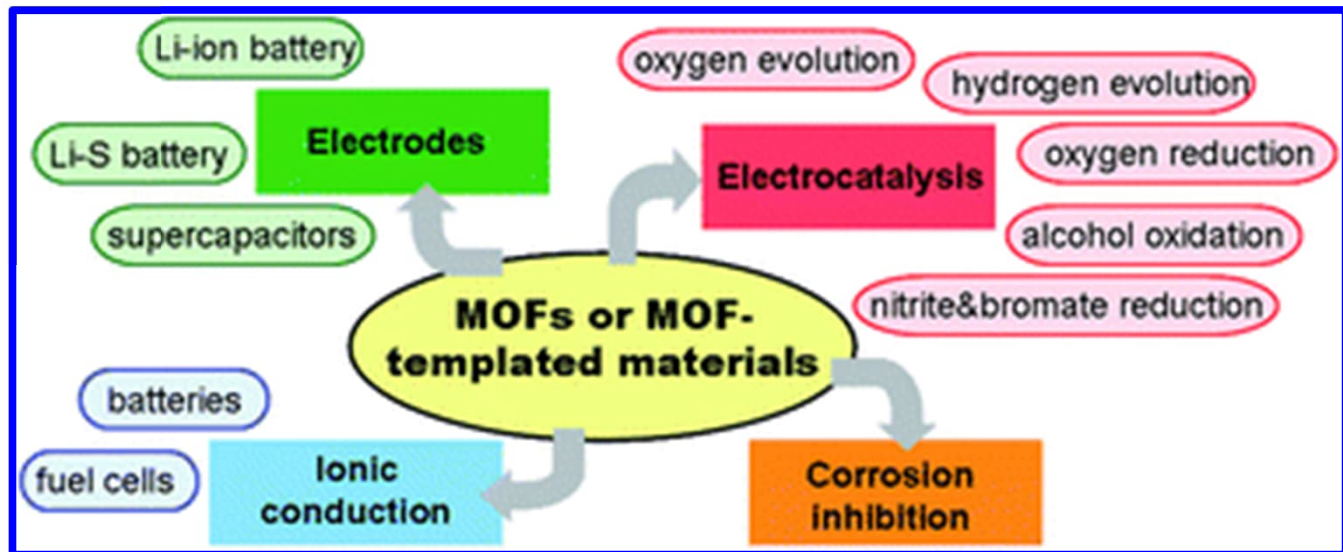 Li-ion battery
Li-S battery
supercapacitors
Electrodes
oxygen evolution
hydrogen evolution
oxygen reduction
alcohol oxidation
nitrite&bromate reduction
Electrocatalysis
MOFs or MOF-
templated materials
batteries
fuel cells
Ionic
conduction
Corrosion
inhibition